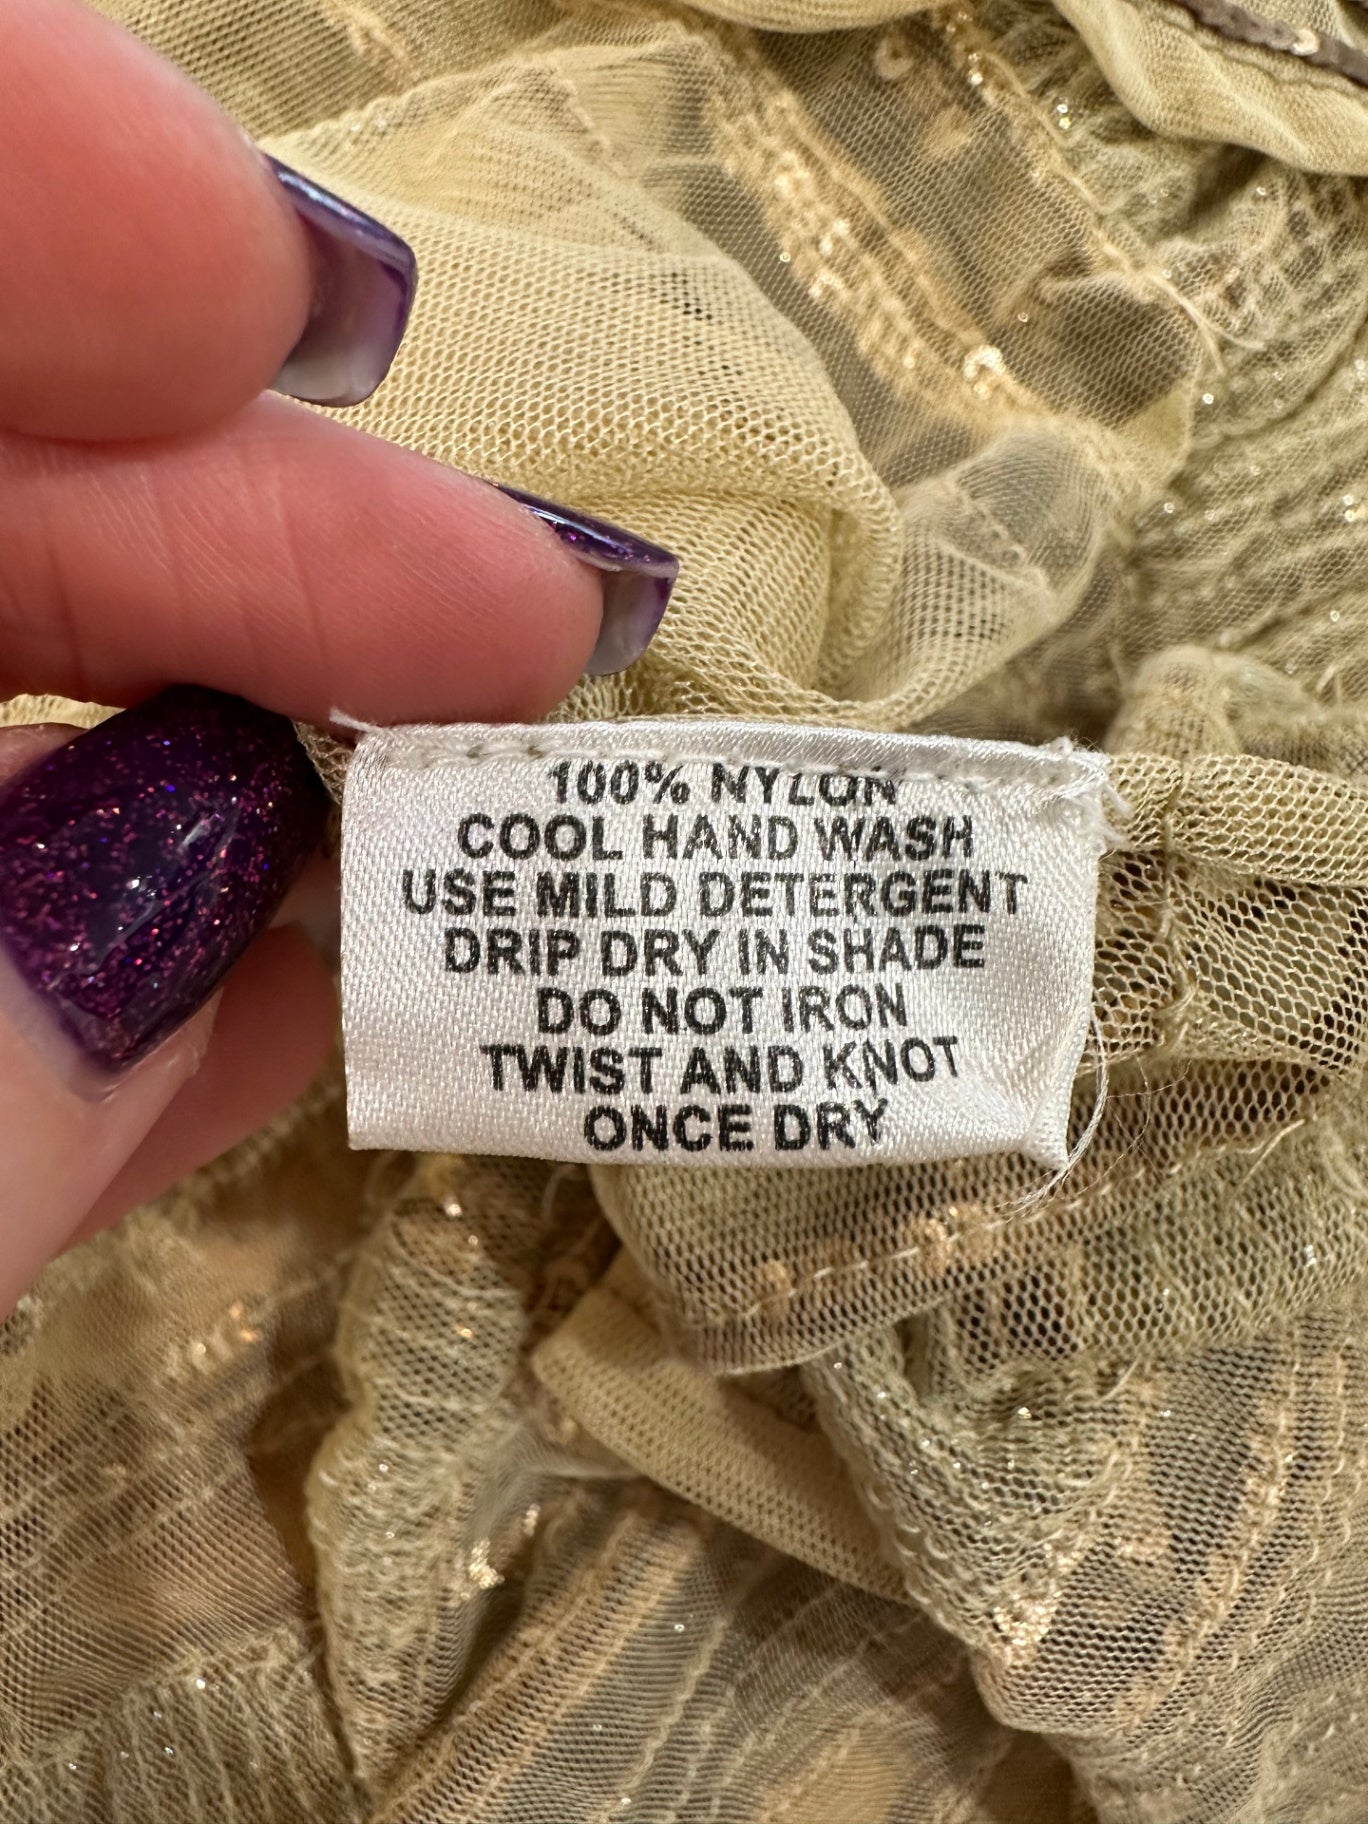 100% NYLON
COOL HAND WASH
USE MILD DETERGENT
DRIP DRY IN SHADE
DO NOT IRON
TWIST AND KNOT
ONCE DRY